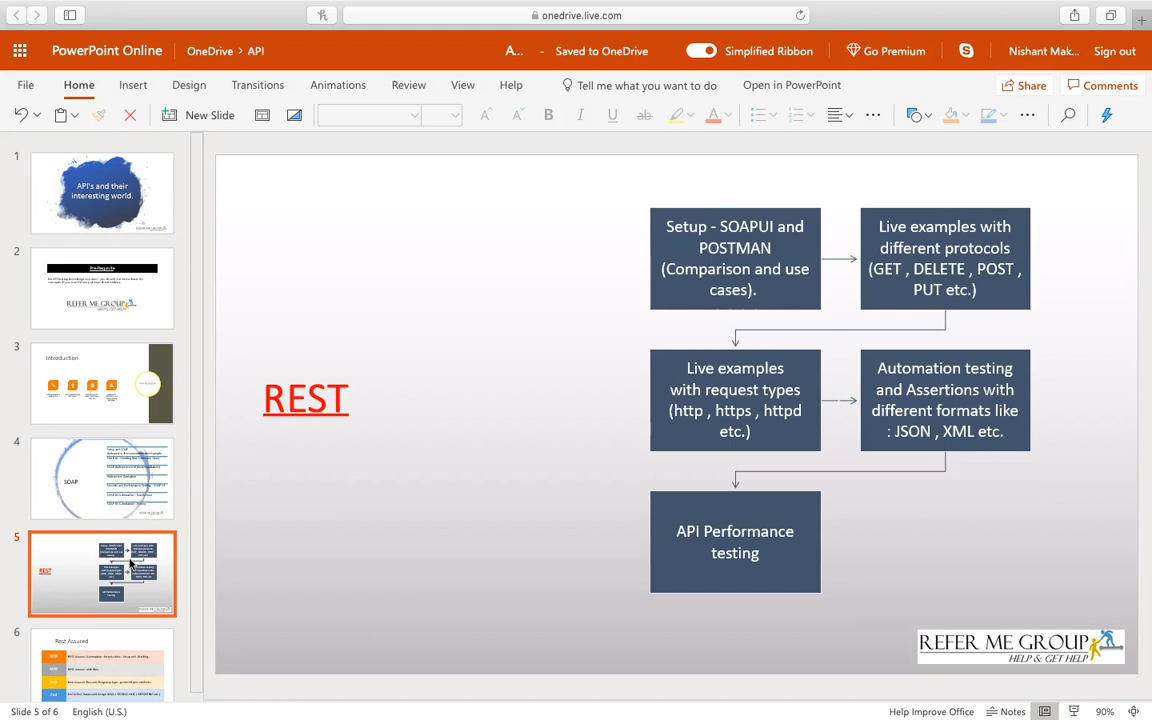 onedrive.live.com
PowerPoint Online OneDrive > API A... - Saved to OneDrive Simplified Ribbon Go Premium Nishant Mak... Sign out
File Home Insert Design Transitions Animations Review View Help Tell me what you want to do Open in PowerPoint Share Comments
New Slide
1
API's and their
interesting world.
2
Pre-Requisite
REFER ME GROUP
3
Introduction
4
SOAP
5
REST
6
Rest Assured
REST
Setup - SOAPUI and
POSTMAN
(Comparison and use
cases).
Live examples with
different protocols
(GET , DELETE , POST ,
PUT etc.)
Live examples
with request types
(http , https , httpd
etc.)
Automation testing
and Assertions with
different formats like
: JSON , XML etc.
API Performance
testing
REFER ME GROUP
HELP & GET HELP
Slide 5 of 6 English (U.S.) Help Improve Office Notes 90%